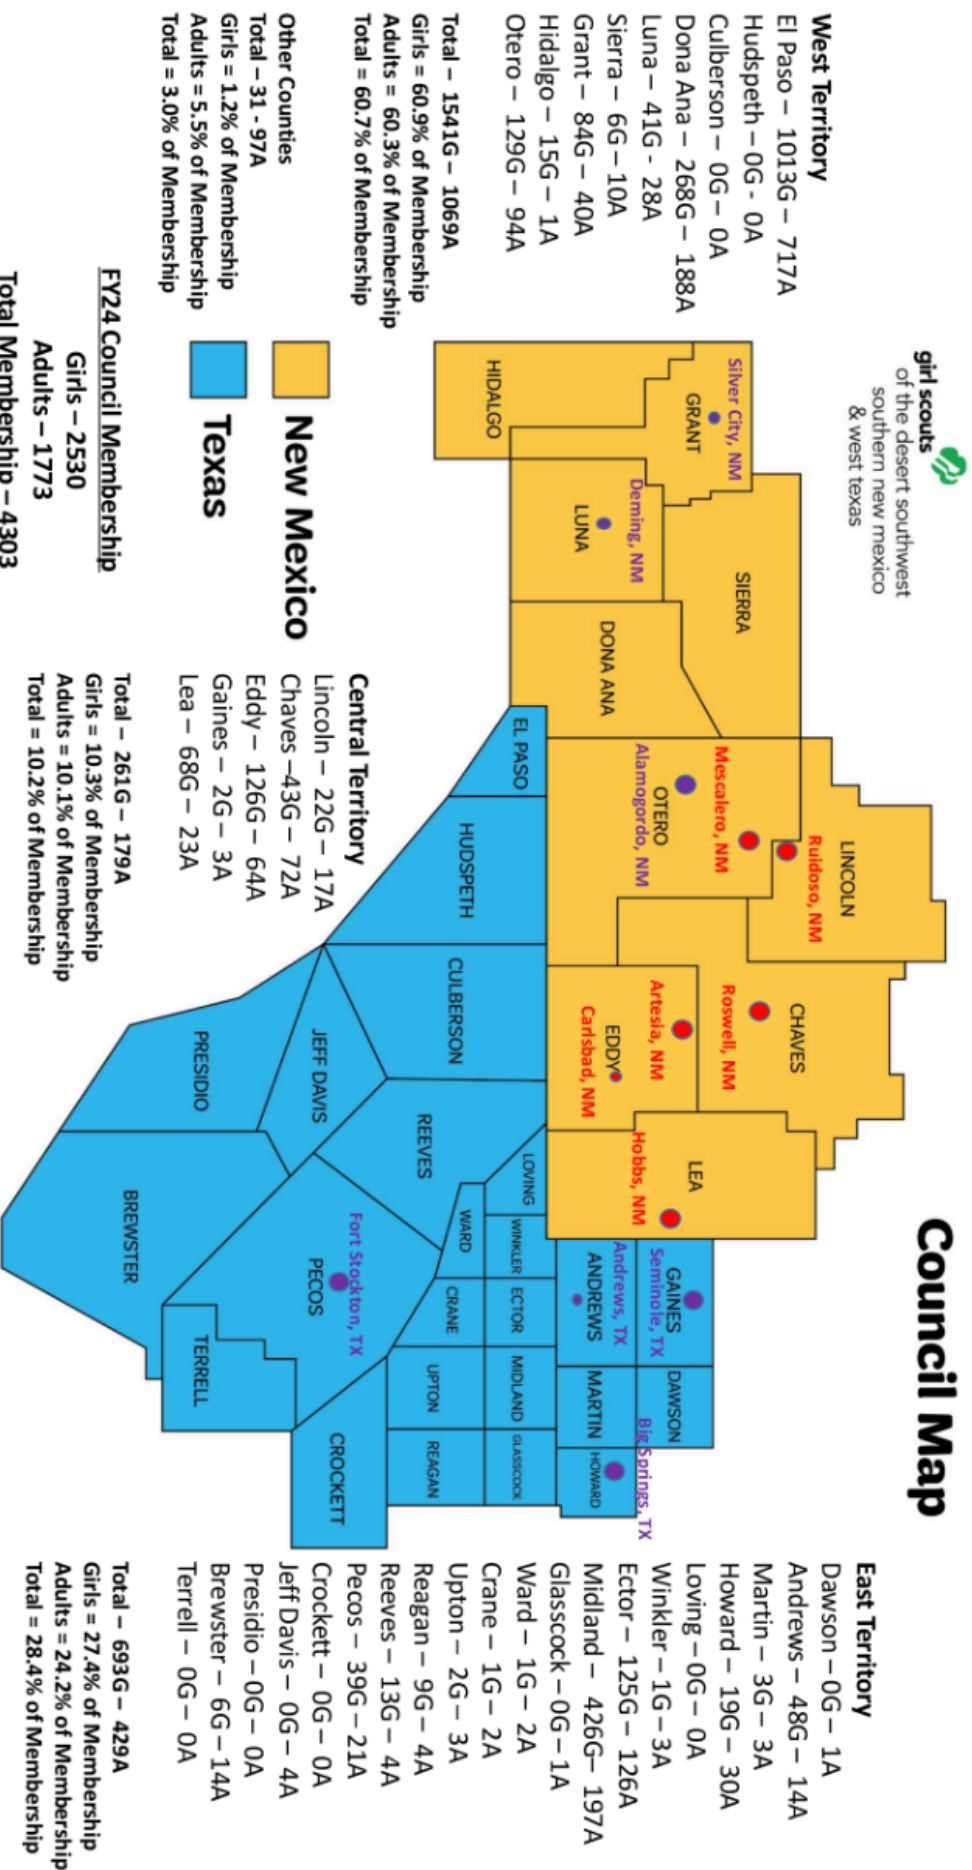 Council Map
girl scouts
of the desert southwest
southern new mexico
& west texas
West Territory
El Paso – 1013G – 717A
Hudspeth – 0G - 0A
Culberson – 0G – 0A
Dona Ana – 268G – 188A
Luna – 41G - 28A
Sierra – 6G – 10A
Grant – 84G – 40A
Hidalgo – 15G – 1A
Otero – 129G – 94A
Total – 1541G – 1069A
Girls = 60.9% of Membership
Adults = 60.3% of Membership
Total = 60.7% of Membership
Other Counties
Total – 31 - 97A
Girls = 1.2% of Membership
Adults = 5.5% of Membership
Total = 3.0% of Membership
New Mexico
Texas
FY24 Council Membership
Girls – 2530
Adults – 1773
Total Membership – 4303
Silver City, NM
GRANT
HIDALGO
Deming, NM
LUNA
SIERRA
DONA ANA
Mescalero, NM
OTERO
Alamogordo, NM
LINCOLN
Ruidoso, NM
CHAVES
Roswell, NM
Artesia, NM
EDDY
Carlsbad, NM
LEA
Hobbs, NM
EL PASO
HUDSPETH
CULBERSON
JEFF DAVIS
PRESIDIO
REEVES
BREWSTER
LOVING
WINKLER
WARD
ECTOR
CRANE
GAINES
Seminole, TX
Andrews, TX
ANDREWS
DAWSON
MARTIN
Big Springs, TX
HOWARD
MIDLAND
GLASSCOCK
UPTON
REAGAN
Fort Stockton, TX
PECOS
TERRELL
CROCKETT
Central Territory
Lincoln – 22G – 17A
Chaves –43G – 72A
Eddy – 126G – 64A
Gaines – 2G – 3A
Lea – 68G – 23A
Total – 261G – 179A
Girls = 10.3% of Membership
Adults = 10.1% of Membership
Total = 10.2% of Membership
East Territory
Dawson – 0G – 1A
Andrews – 48G – 14A
Martin – 3G – 3A
Howard – 19G – 30A
Loving – 0G – 0A
Winkler – 1G – 3A
Ector – 125G – 126A
Midland – 426G – 197A
Glasscock – 0G – 1A
Ward – 1G – 2A
Crane – 1G – 2A
Upton – 2G – 3A
Reagan – 9G – 4A
Reeves – 13G – 4A
Pecos – 39G – 21A
Crockett – 0G – 0A
Jeff Davis – 0G – 4A
Presidio – 0G – 0A
Brewster – 6G – 14A
Terrell – 0G – 0A
Total – 693G – 429A
Girls = 27.4% of Membership
Adults = 24.2% of Membership
Total = 28.4% of Membership